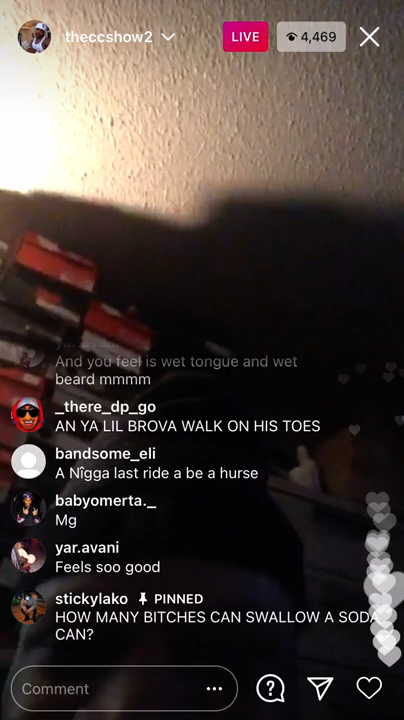 theccshow2
LIVE
4,469
And you feel is wet tongue and wet
beard mmmm
_there_dp_go
AN YA LIL BROVA WALK ON HIS TOES
bandsome_eli
A Nîgga last ride a be a hurse
babyomerta._
Mg
yar.avani
Feels soo good
stickylako PINNED
HOW MANY BITCHES CAN SWALLOW A SODA
CAN?
Comment